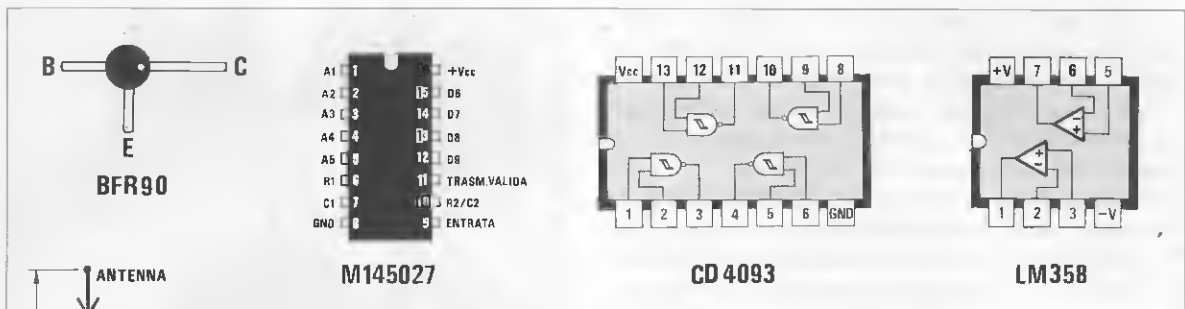 B C
E
BFR90
A1 1 16 +Vcc
A2 2 15 D6
A3 3 14 D7
A4 4 13 D8
A5 5 12 D9
R1 6 11 TRASM.VALIDA
C1 7 10 R2/C2
GND 8 9 ENTRATA
M145027
Vcc 13 12 11 10 9 8
1 2 3 4 5 6 GND
CD 4093
+V 7 6 5
- +
+ -
1 2 3 -V
LM358
ANTENNA